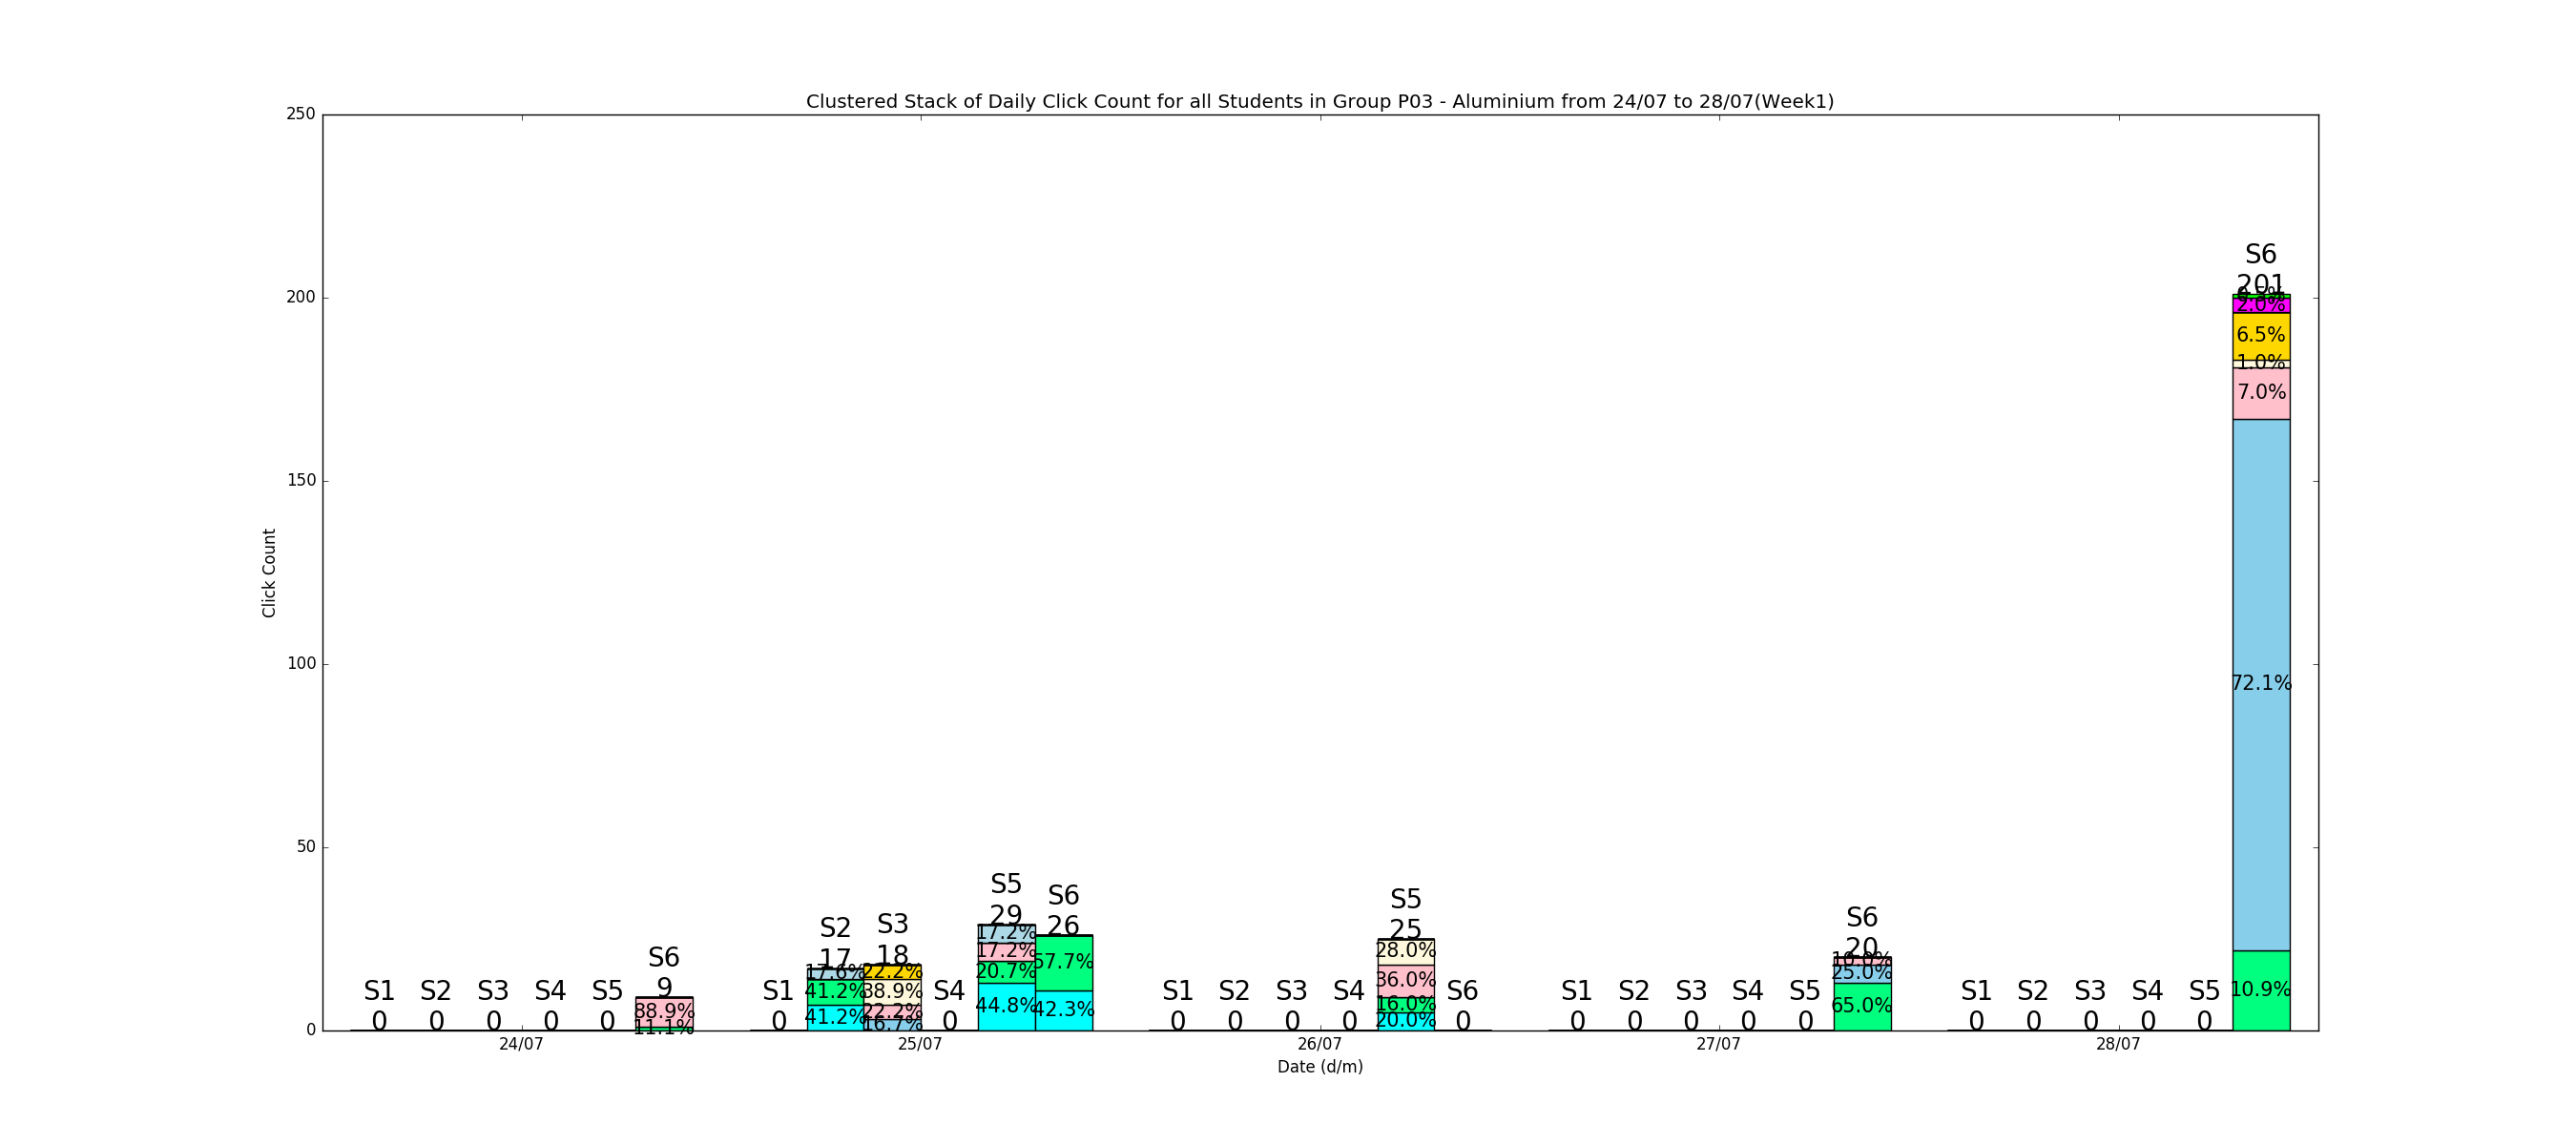 Clustered Stack of Daily Click Count for all Students in Group P03 - Aluminium from 24/07 to 28/07(Week1)
Click Count
250
200
150
100
50
0
S1
0
S2
0
S3
0
S4
0
S5
0
S6
9
88.9%
11.1%
S1
0
S2
17
17.6%
41.2%
41.2%
S3
18
22.2%
38.9%
22.2%
16.7%
S4
0
S5
29
17.2%
17.2%
20.7%
44.8%
S6
26
57.7%
42.3%
S1
0
S2
0
S3
0
S4
0
S5
25
28.0%
36.0%
16.0%
20.0%
S6
0
S1
0
S2
0
S3
0
S4
0
S5
0
S6
20
10.0%
25.0%
65.0%
S1
0
S2
0
S3
0
S4
0
S5
0
S6
201
0.5%
2.0%
6.5%
1.0%
7.0%
72.1%
10.9%
24/07
25/07
26/07
27/07
28/07
Date (d/m)